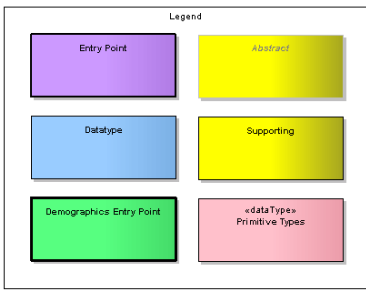 Legend
Entry Point
Abstract
Datatype
Supporting
Demographics Entry Point
«dataType»
Primitive Types